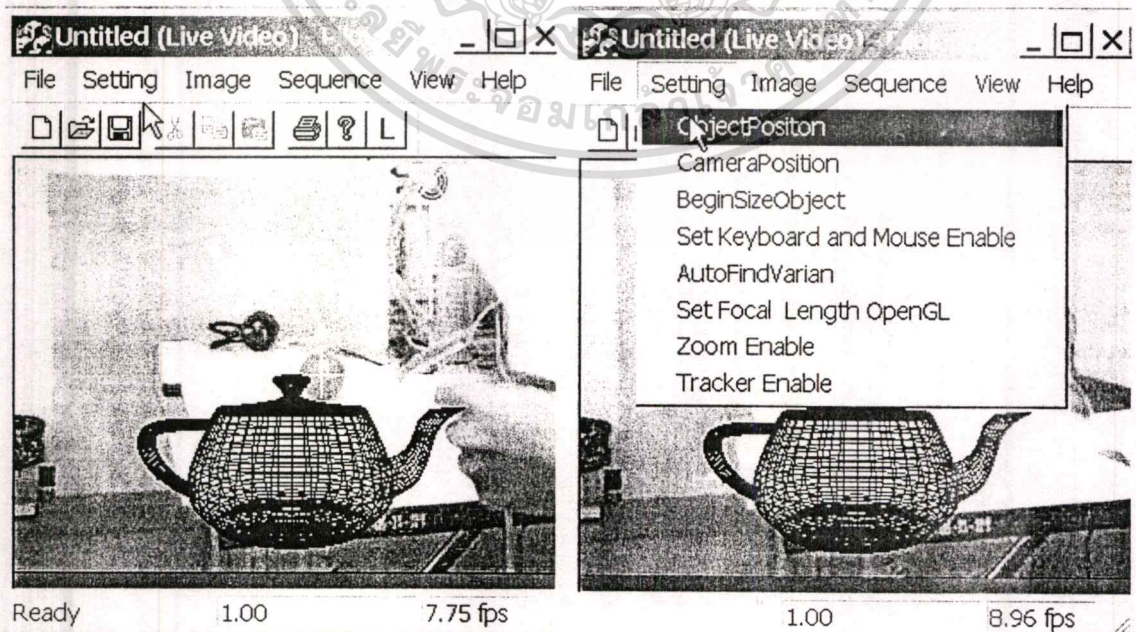 Untitled (Live Video)
File Setting Image Sequence View Help
L
Ready 1.00 7.75 fps
Untitled (Live Video)
File Setting Image Sequence View Help
ObjectPositon
CameraPosition
BeginSizeObject
Set Keyboard and Mouse Enable
AutoFindVarian
Set Focal Length OpenGL
Zoom Enable
Tracker Enable
1.00 8.96 fps